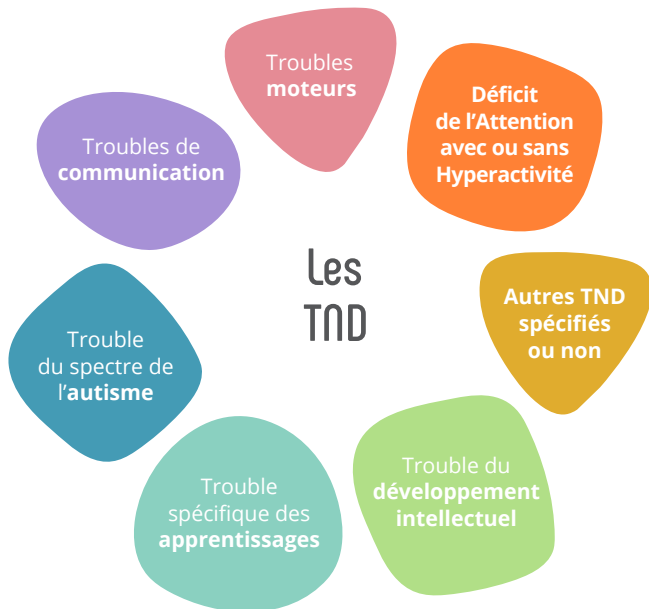 Troubles
moteurs
Déficit
de l’Attention
avec ou sans
Hyperactivité
Troubles de
communication
Les
TND
Autres TND
spécifiés
ou non
Trouble
du spectre de
l’autisme
Trouble du
développement
intellectuel
Trouble
spécifique des
apprentissages